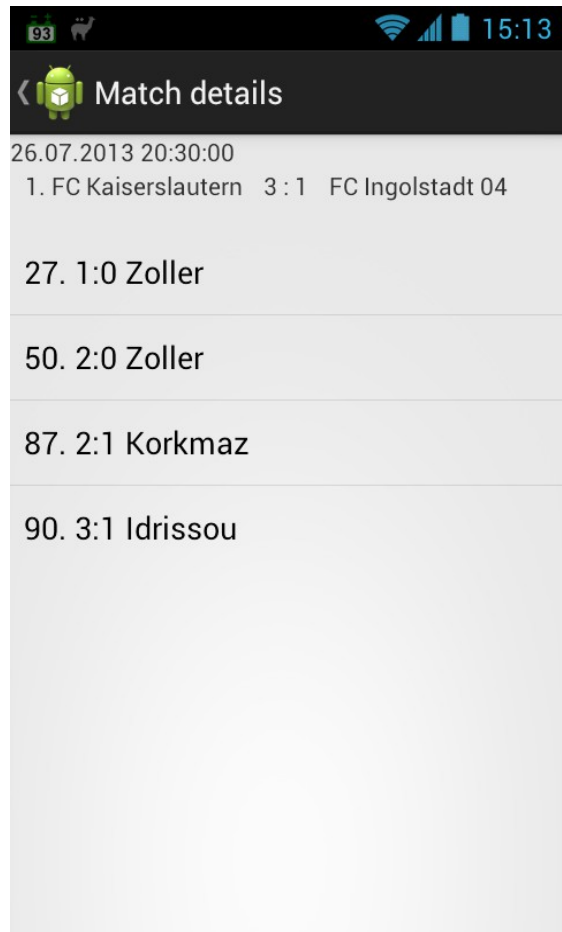 93 15:13
Match details
26.07.2013 20:30:00
1. FC Kaiserslautern 3 : 1 FC Ingolstadt 04
27. 1:0 Zoller
50. 2:0 Zoller
87. 2:1 Korkmaz
90. 3:1 Idrissou